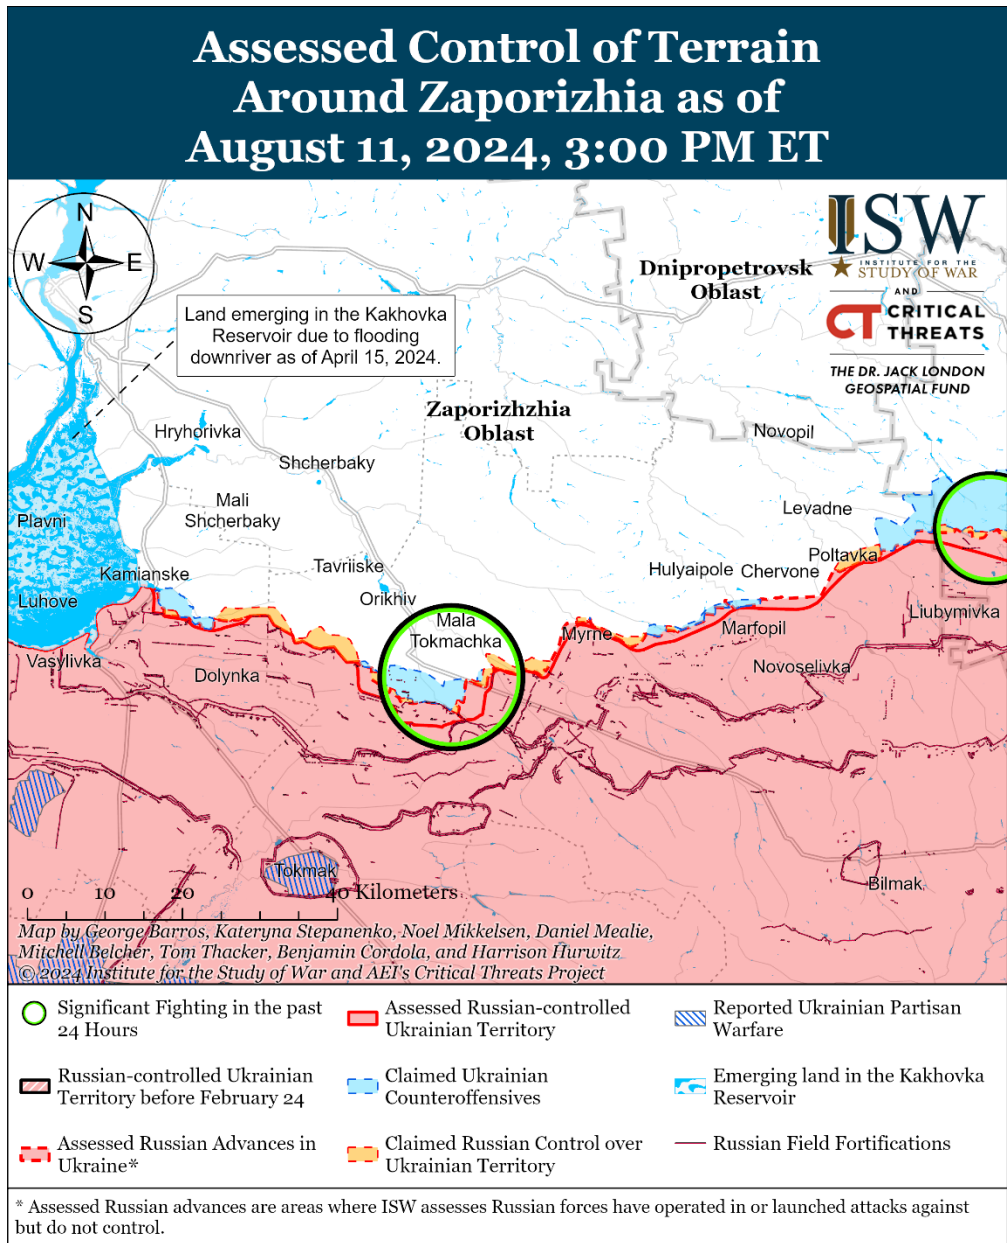 Assessed Control of Terrain
Around Zaporizhia as of
August 11, 2024, 3:00 PM ET
N
W
E
S
ISW
INSTITUTE FOR THE
STUDY OF WAR
AND
CT CRITICAL
THREATS
THE DR. JACK LONDON
GEOSPATIAL FUND
Dnipropetrovsk
Oblast
Land emerging in the Kakhovka
Reservoir due to flooding
downriver as of April 15, 2024.
Zaporizhzhia
Oblast
Hryhorivka
Novopil
Shcherbaky
Mali
Shcherbaky
Levadne
Plavni
Poltavka
Tavriiske
Hulyaipole
Chervone
Kamianske
Orikhiv
Luhove
Liubymivka
Mala
Tokmachka
Myrne
Marfopil
Vasylivka
Dolynka
Novoselivka
Tokmak
Bilmak
0 10 20 40 Kilometers
Map by George Barros, Kateryna Stepanenko, Noel Mikkelsen, Daniel Mealie,
Mitchell Belcher, Tom Thacker, Benjamin Cordola, and Harrison Hurwitz
© 2024 Institute for the Study of War and AEI's Critical Threats Project
Significant Fighting in the past
24 Hours
Assessed Russian-controlled
Ukrainian Territory
Reported Ukrainian Partisan
Warfare
Russian-controlled Ukrainian
Territory before February 24
Claimed Ukrainian
Counteroffensives
Emerging land in the Kakhovka
Reservoir
Assessed Russian Advances in
Ukraine*
Claimed Russian Control over
Ukrainian Territory
Russian Field Fortifications
* Assessed Russian advances are areas where ISW assesses Russian forces have operated in or launched attacks against
but do not control.